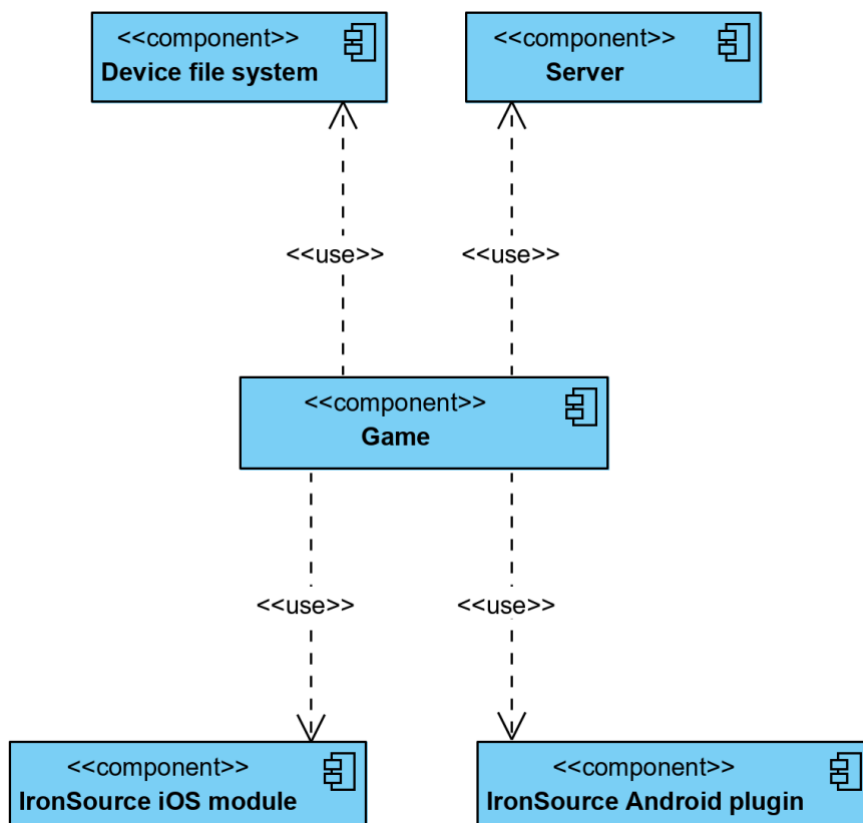 <<component>>
Device file system
<<component>>
Server
<<use>>
<<use>>
<<component>>
Game
<<use>>
<<use>>
<<component>>
IronSource iOS module
<<component>>
IronSource Android plugin